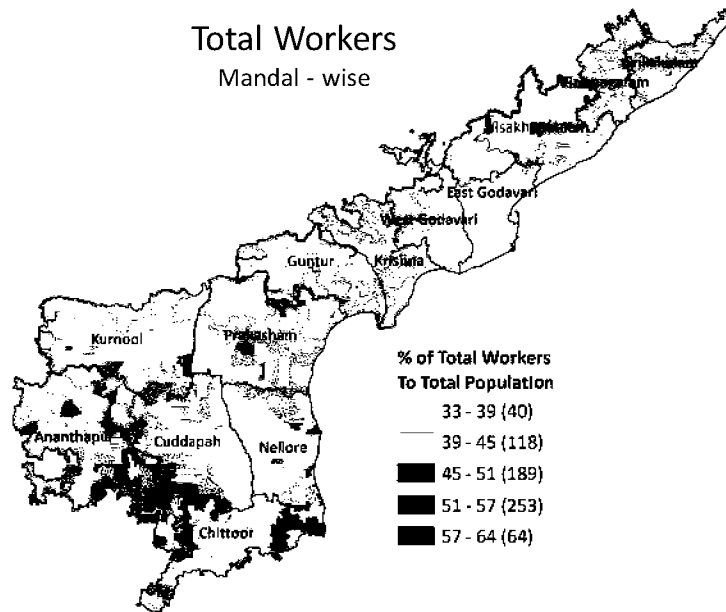 Total Workers
Mandal - wise
East Godavari
West Godavari
Guntur
Krishna
Kurnool
Prakasham
% of Total Workers
To Total Population
33 - 39 (40)
39 - 45 (118)
45 - 51 (189)
51 - 57 (253)
57 - 64 (64)
Ananthapur
Cuddapah
Nellore
Chittoor